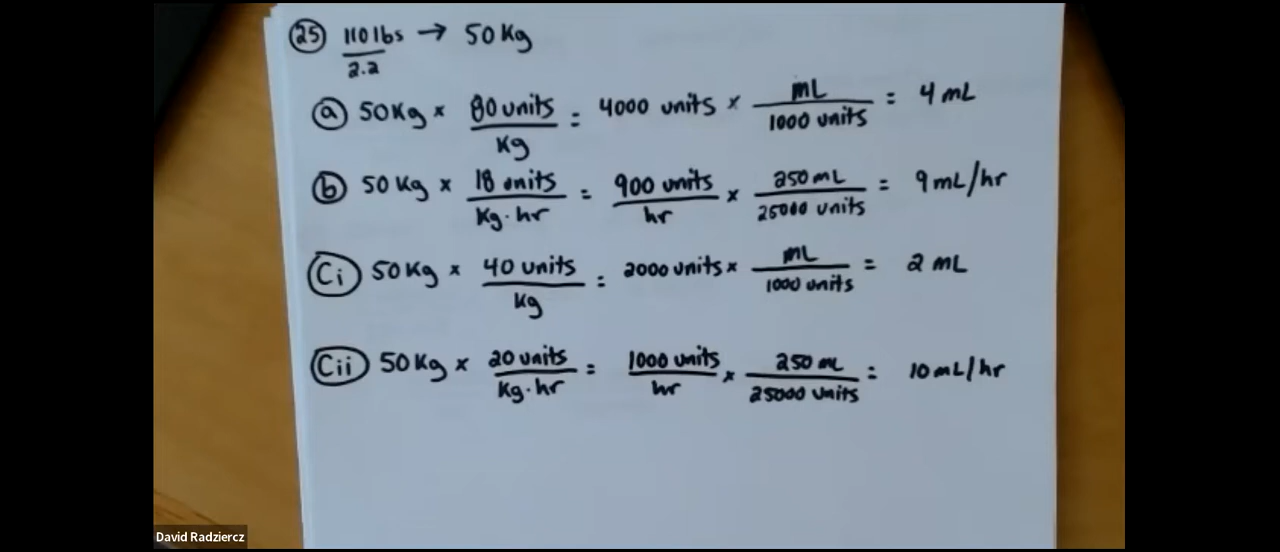 25 110 lbs / 2.2 → 50 Kg
a 50 Kg × 80 units / Kg = 4000 units × mL / 1000 units = 4 mL
b 50 Kg × 18 units / Kg·hr = 900 units / hr × 250 mL / 25000 units = 9 mL/hr
Ci 50 Kg × 40 units / Kg = 2000 units × mL / 1000 units = 2 mL
Cii 50 Kg × 20 units / Kg·hr = 1000 units / hr × 250 mL / 25000 units = 10 mL/hr
David Radziercz